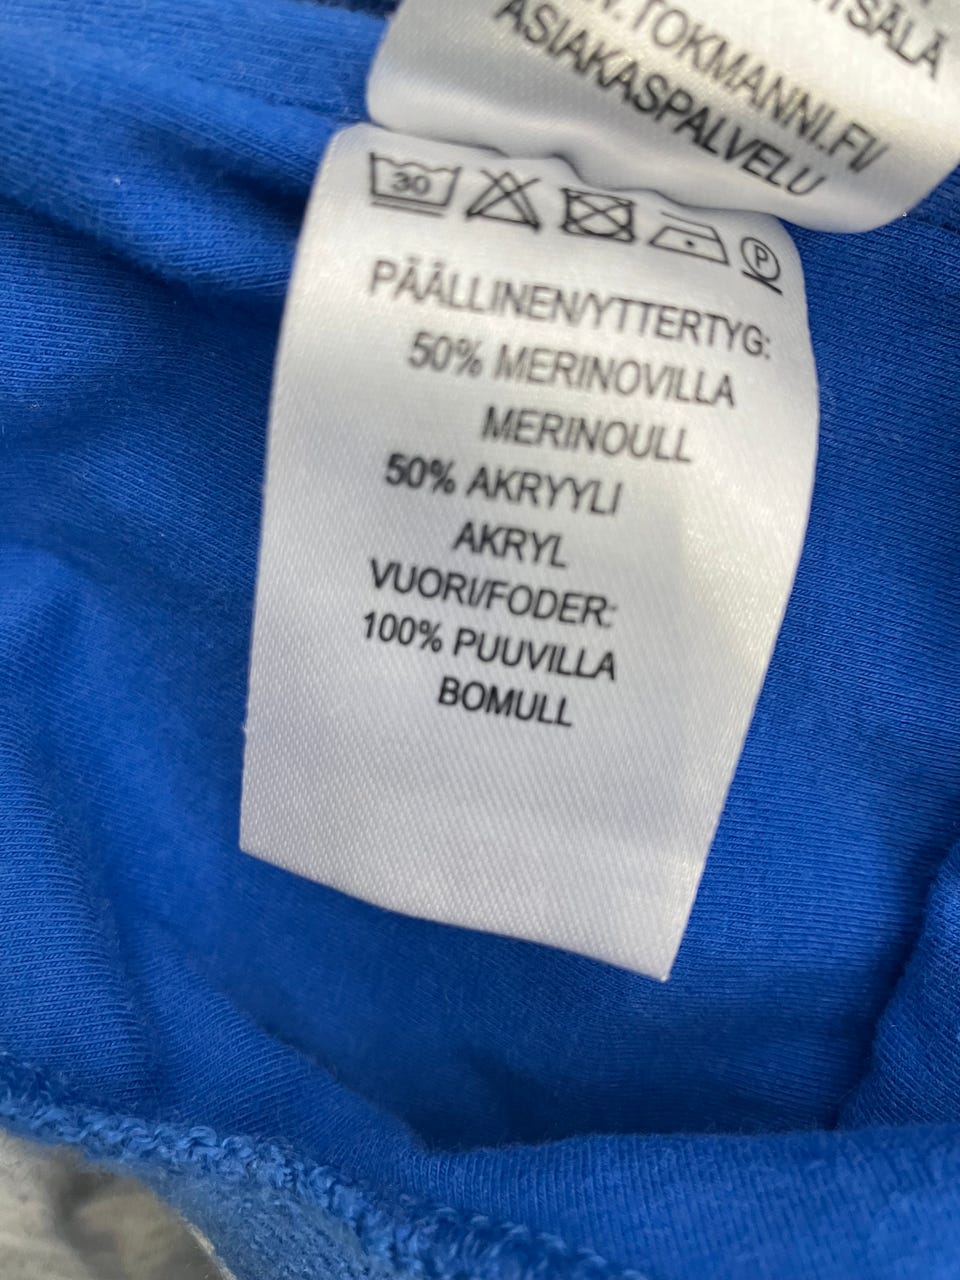 TOKMANNI.FI/
ASIAKASPALVELU
30
P
PÄÄLLINEN/YTTERTYG:
50% MERINOVILLA
MERINOULL
50% AKRYYLI
AKRYL
VUORI/FODER:
100% PUUVILLA
BOMULL